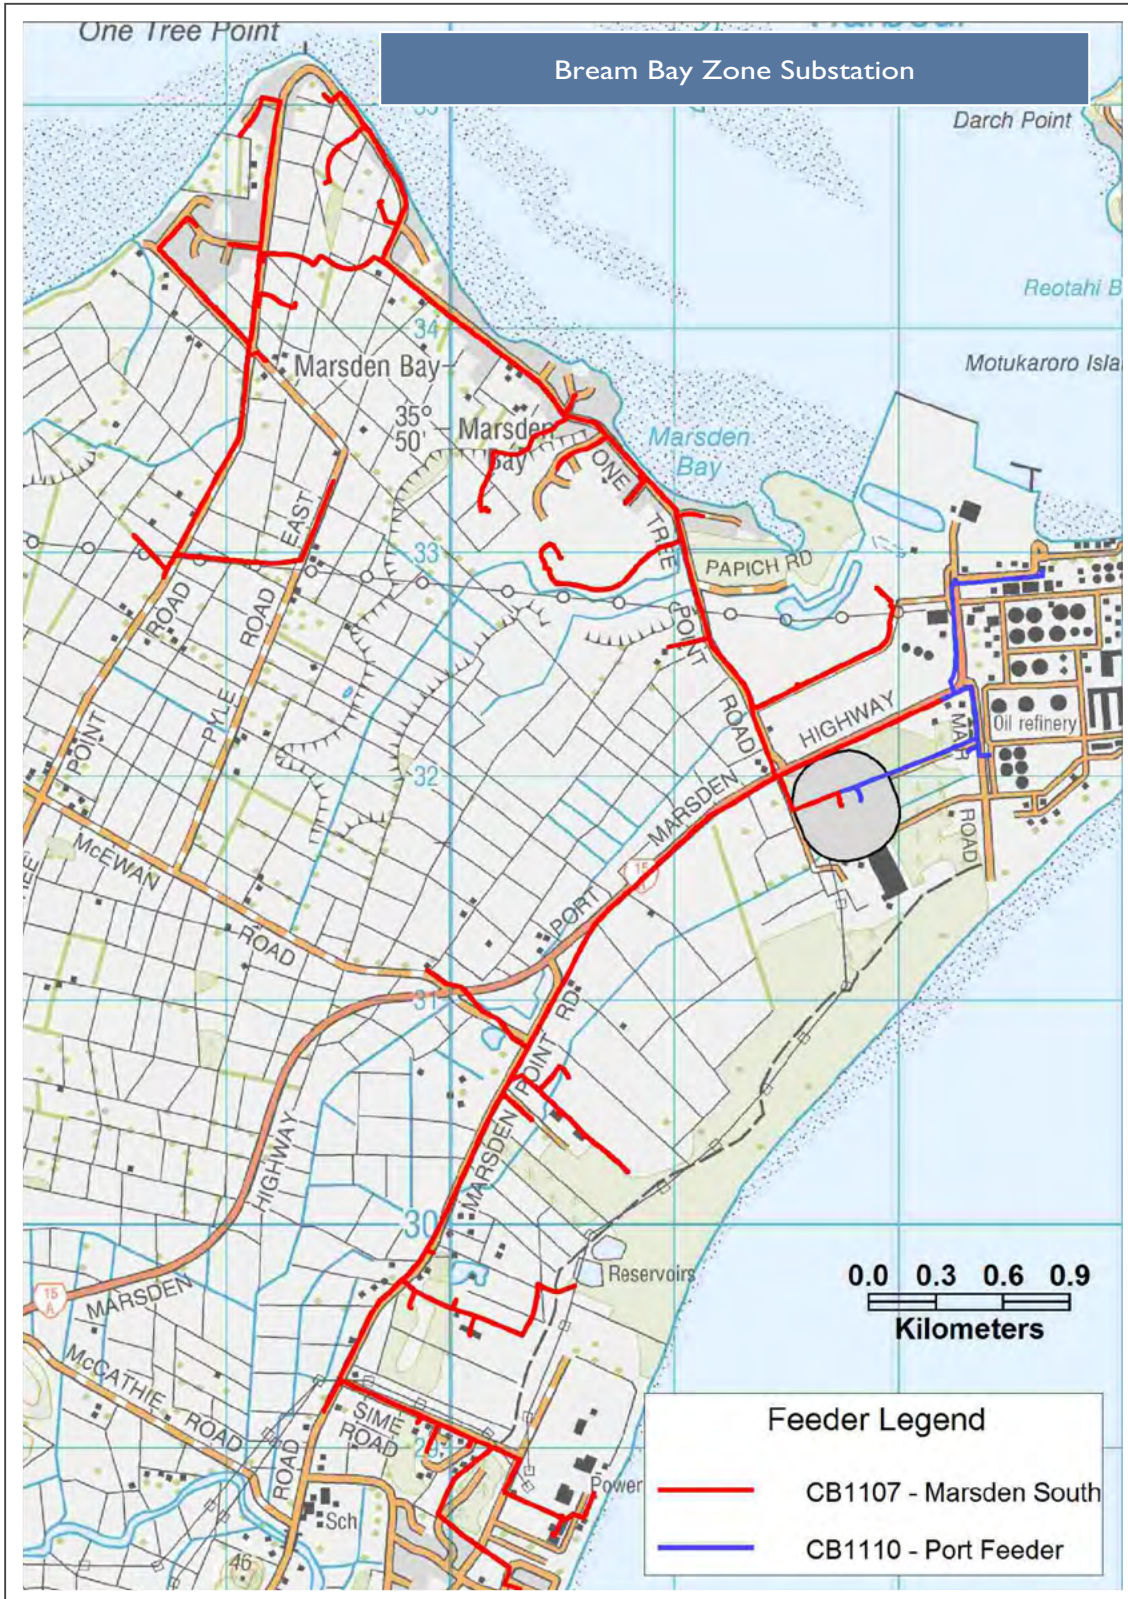 One Tree Point
Bream Bay Zone Substation
Darch Point
Reotahi B
34
Marsden Bay
Motukaroro Isla
35°
50'
Marsden
Bay
Marsden
Bay
ONE
TREE
POINT
ROAD
EAST
33
PAPICH RD
ROAD
ROAD
PYLE
POINT
HIGHWAY
MAR
Oil refinery
32
MARSDEN
ROAD
McEWAN
ROAD
15
PORT
31
RD
POINT
MARSDEN
HIGHWAY
30
Reservoirs
15
A
MARSDEN
0.0 0.3 0.6 0.9
Kilometers
McCATHIE
ROAD
SIME
ROAD
ROAD
29
Power
Sch
46
Feeder Legend
CB1107 - Marsden South
CB1110 - Port Feeder